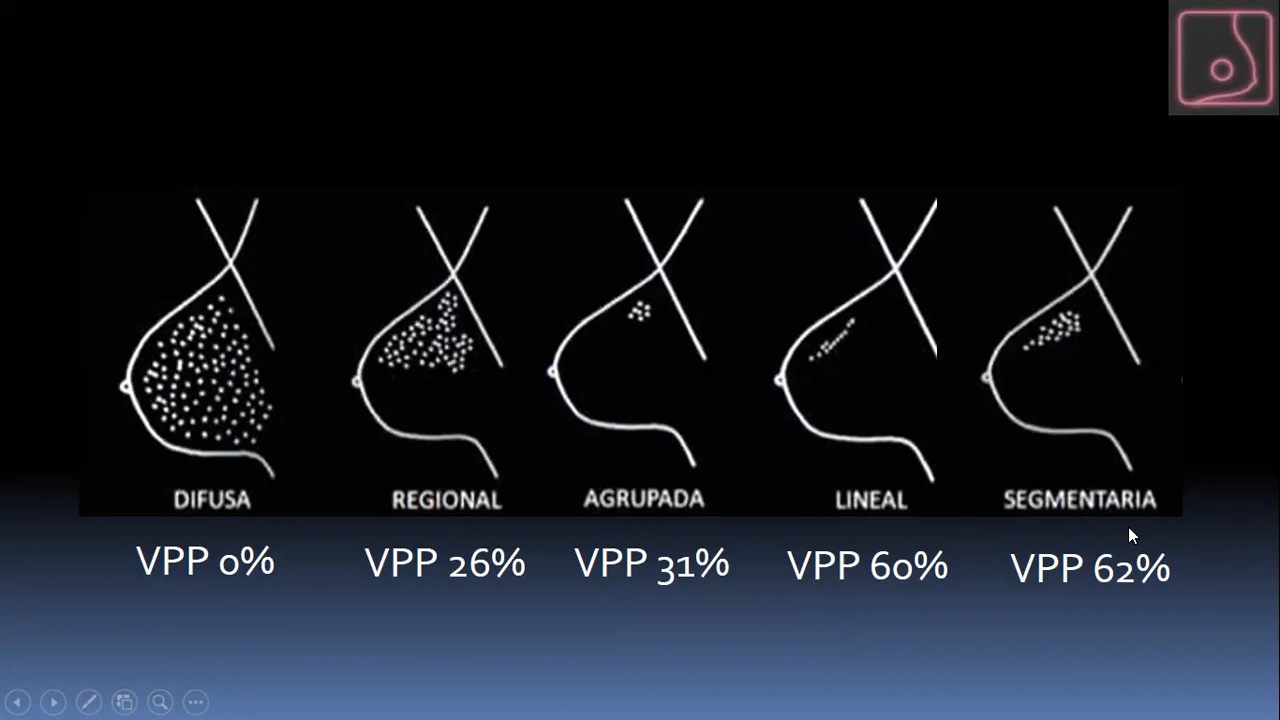 DIFUSA REGIONAL AGRUPADA LINEAL SEGMENTARIA
VPP 0% VPP 26% VPP 31% VPP 60% VPP 62%